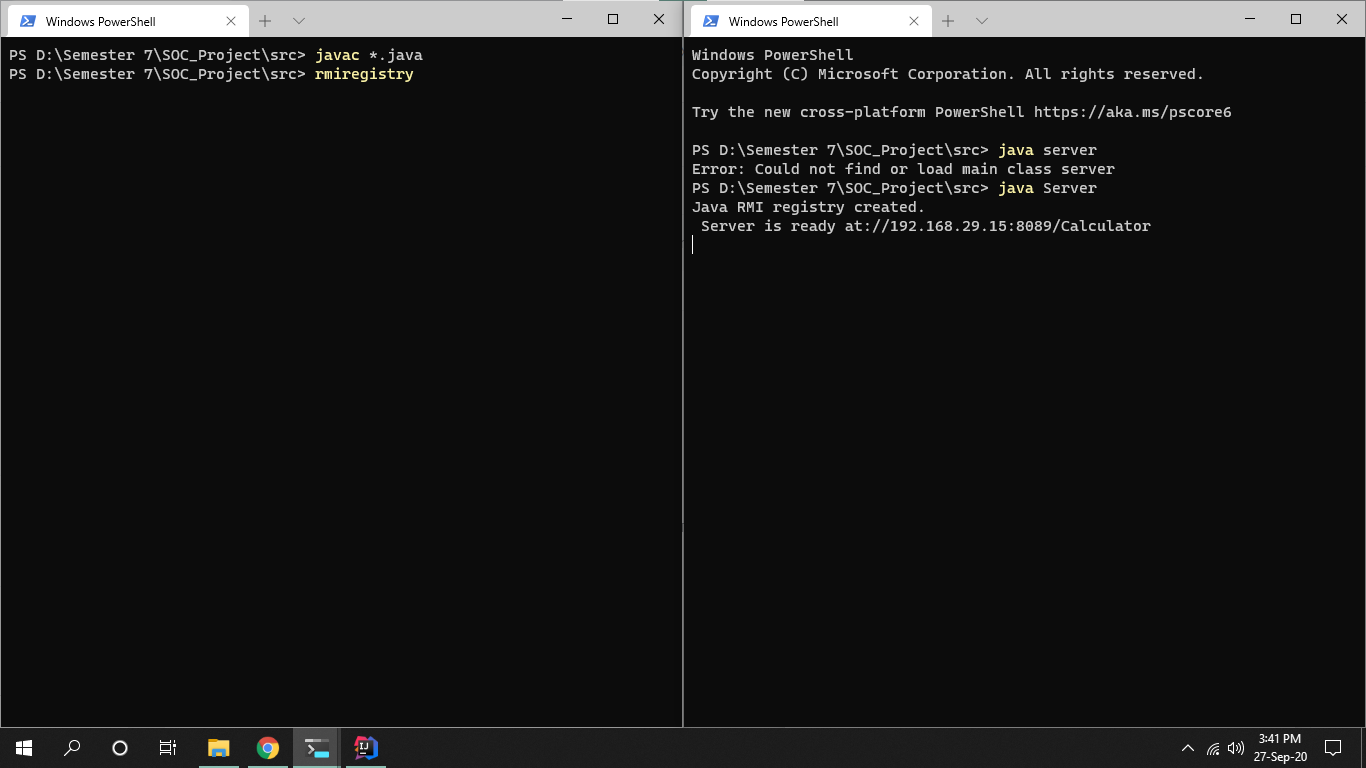 Windows PowerShell
PS D:\Semester 7\SOC_Project\src> javac *.java
PS D:\Semester 7\SOC_Project\src> rmiregistry
Windows PowerShell
Windows PowerShell
Copyright (C) Microsoft Corporation. All rights reserved.
Try the new cross-platform PowerShell https://aka.ms/pscore6
PS D:\Semester 7\SOC_Project\src> java server
Error: Could not find or load main class server
PS D:\Semester 7\SOC_Project\src> java Server
Java RMI registry created.
Server is ready at://192.168.29.15:8089/Calculator
3:41 PM
27-Sep-20